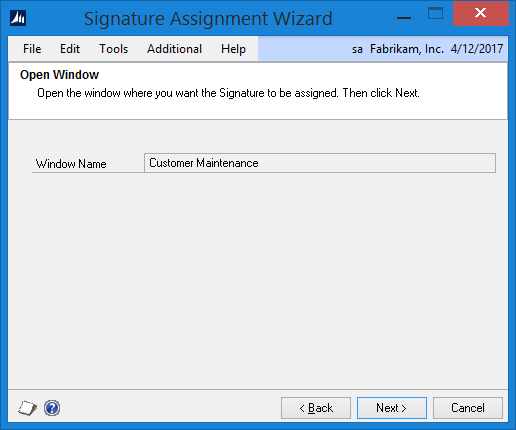 Signature Assignment Wizard
File Edit Tools Additional Help sa Fabrikam, Inc. 4/12/2017
Open Window
Open the window where you want the Signature to be assigned. Then click Next.
Window Name Customer Maintenance
< Back Next > Cancel